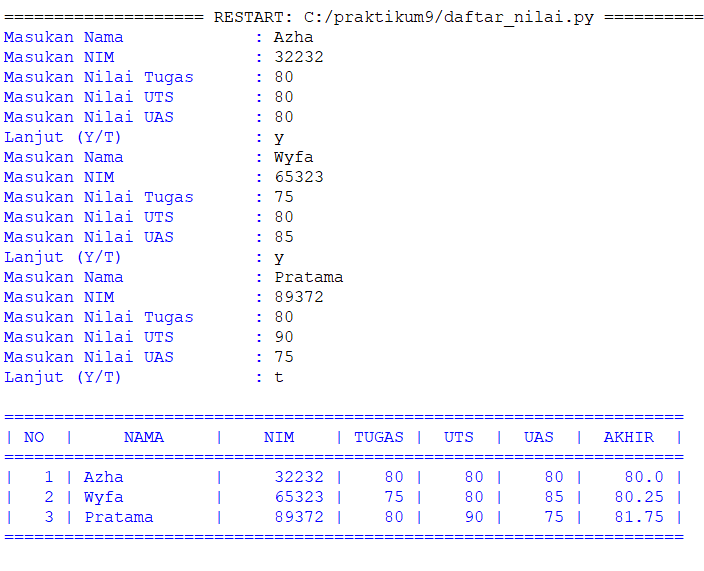 ==================== RESTART: C:/praktikum9/daftar_nilai.py ==========
Masukan Nama             : Azha
Masukan NIM              : 32232
Masukan Nilai Tugas      : 80
Masukan Nilai UTS        : 80
Masukan Nilai UAS        : 80
Lanjut (Y/T)             : y
Masukan Nama             : Wyfa
Masukan NIM              : 65323
Masukan Nilai Tugas      : 75
Masukan Nilai UTS        : 80
Masukan Nilai UAS        : 85
Lanjut (Y/T)             : y
Masukan Nama             : Pratama
Masukan NIM              : 89372
Masukan Nilai Tugas      : 80
Masukan Nilai UTS        : 90
Masukan Nilai UAS        : 75
Lanjut (Y/T)             : t
====================================================================
| NO  |     NAMA     |    NIM    | TUGAS |  UTS  |  UAS  |  AKHIR  |
====================================================================
|   1 | Azha         |     32232 |    80 |    80 |    80 |    80.0 |
|   2 | Wyfa         |     65323 |    75 |    80 |    85 |   80.25 |
|   3 | Pratama      |     89372 |    80 |    90 |    75 |   81.75 |
====================================================================